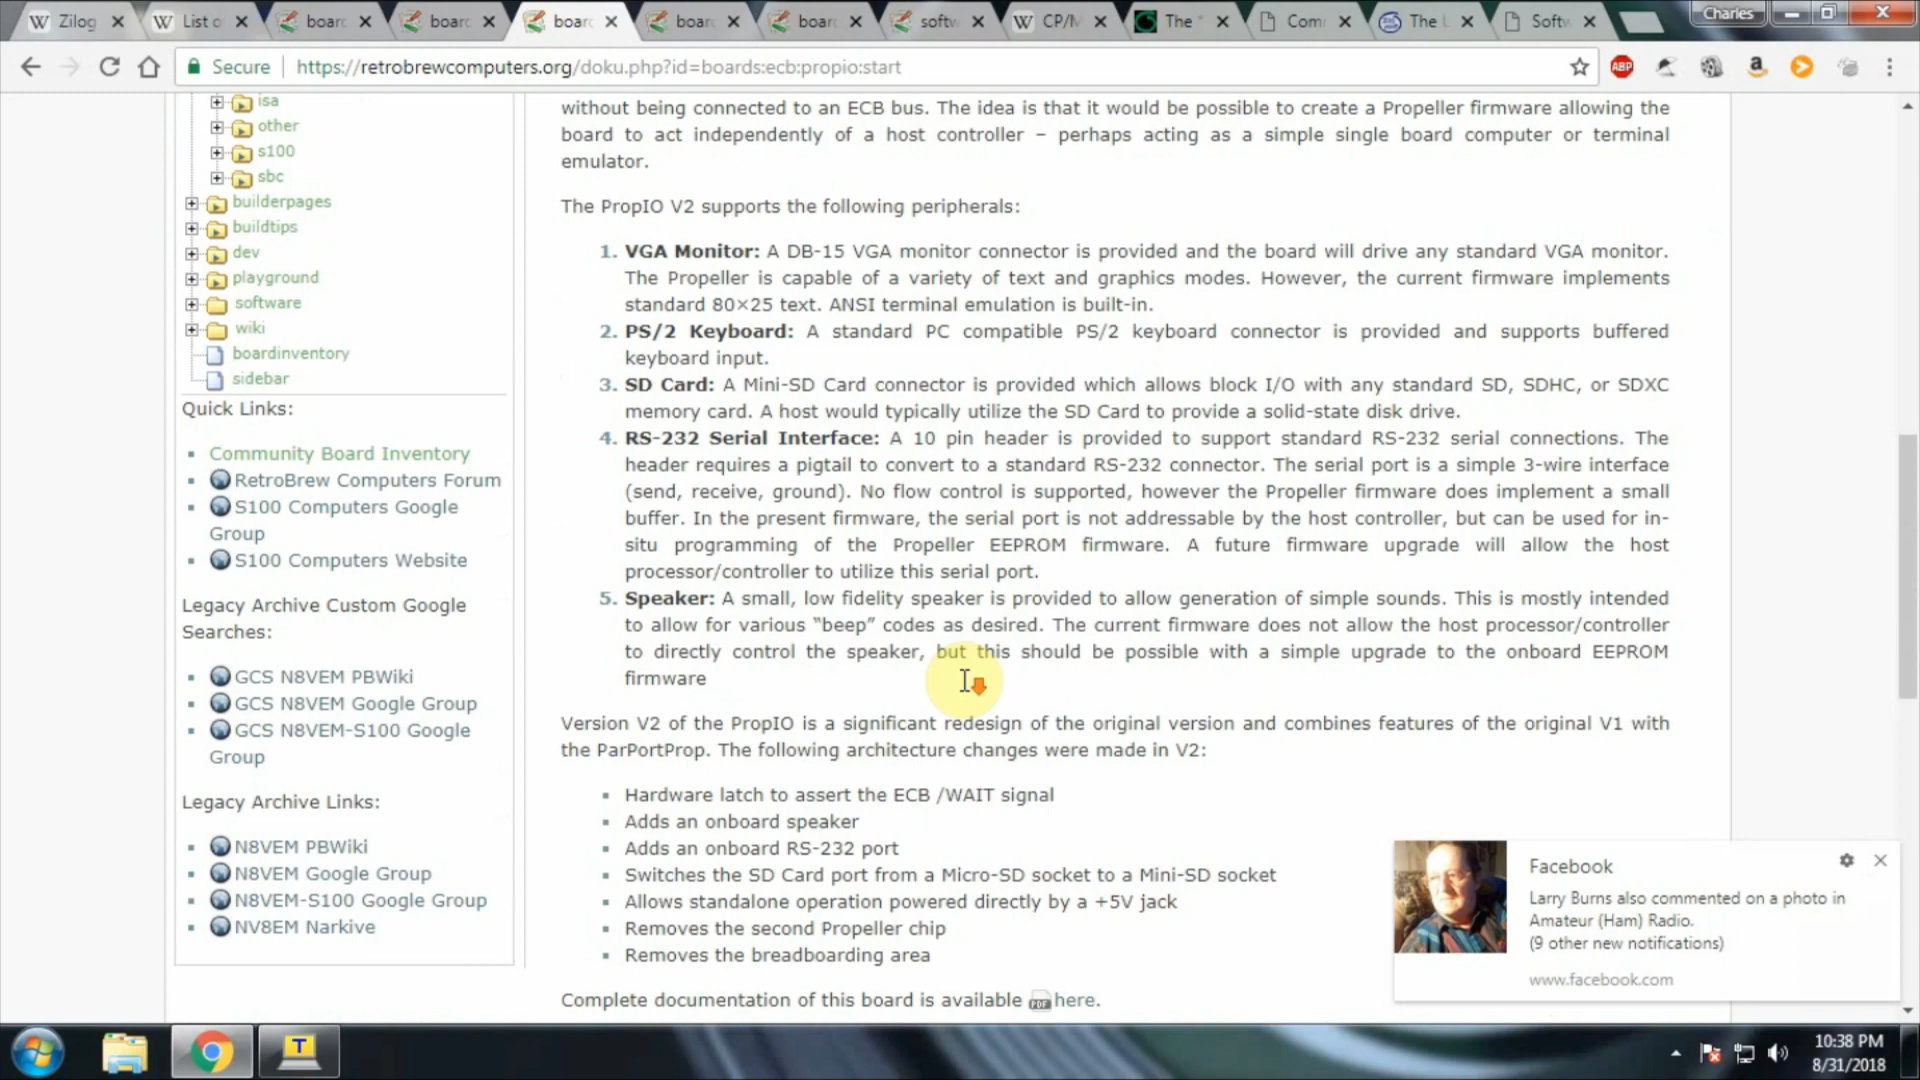 Zilog
List o
board
board
board
board
board
softw
CP/M
The "
Com
The L
Softw
Charles
Secure
https://retrobrewcomputers.org/doku.php?id=boards:ecb:propio:start
ABP
isa
other
s100
sbc
builderpages
buildtips
dev
playground
software
wiki
boardinventory
sidebar
Quick Links:
Community Board Inventory
RetroBrew Computers Forum
S100 Computers Google
Group
S100 Computers Website
Legacy Archive Custom Google
Searches:
GCS N8VEM PBWiki
GCS N8VEM Google Group
GCS N8VEM-S100 Google
Group
Legacy Archive Links:
N8VEM PBWiki
N8VEM Google Group
N8VEM-S100 Google Group
NV8EM Narkive
without being connected to an ECB bus. The idea is that it would be possible to create a Propeller firmware allowing the
board to act independently of a host controller – perhaps acting as a simple single board computer or terminal
emulator.
The PropIO V2 supports the following peripherals:
1. VGA Monitor: A DB-15 VGA monitor connector is provided and the board will drive any standard VGA monitor.
The Propeller is capable of a variety of text and graphics modes. However, the current firmware implements
standard 80×25 text. ANSI terminal emulation is built-in.
2. PS/2 Keyboard: A standard PC compatible PS/2 keyboard connector is provided and supports buffered
keyboard input.
3. SD Card: A Mini-SD Card connector is provided which allows block I/O with any standard SD, SDHC, or SDXC
memory card. A host would typically utilize the SD Card to provide a solid-state disk drive.
4. RS-232 Serial Interface: A 10 pin header is provided to support standard RS-232 serial connections. The
header requires a pigtail to convert to a standard RS-232 connector. The serial port is a simple 3-wire interface
(send, receive, ground). No flow control is supported, however the Propeller firmware does implement a small
buffer. In the present firmware, the serial port is not addressable by the host controller, but can be used for in-
situ programming of the Propeller EEPROM firmware. A future firmware upgrade will allow the host
processor/controller to utilize this serial port.
5. Speaker: A small, low fidelity speaker is provided to allow generation of simple sounds. This is mostly intended
to allow for various “beep” codes as desired. The current firmware does not allow the host processor/controller
to directly control the speaker, but this should be possible with a simple upgrade to the onboard EEPROM
firmware
Version V2 of the PropIO is a significant redesign of the original version and combines features of the original V1 with
the ParPortProp. The following architecture changes were made in V2:
Hardware latch to assert the ECB /WAIT signal
Adds an onboard speaker
Adds an onboard RS-232 port
Switches the SD Card port from a Micro-SD socket to a Mini-SD socket
Allows standalone operation powered directly by a +5V jack
Removes the second Propeller chip
Removes the breadboarding area
Complete documentation of this board is available here.
Facebook
Larry Burns also commented on a photo in
Amateur (Ham) Radio.
(9 other new notifications)
www.facebook.com
10:38 PM
8/31/2018